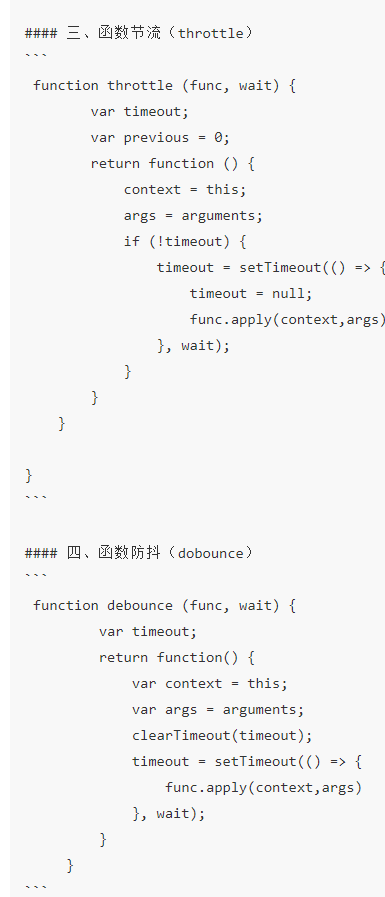 #### 三、函数节流（throttle）
```
 function throttle (func, wait) {
        var timeout;
        var previous = 0;
        return function () {
            context = this;
            args = arguments;
            if (!timeout) {
                timeout = setTimeout(() => {
                    timeout = null;
                    func.apply(context,args)
                }, wait);
            }
        }
    }

}
```

#### 四、函数防抖（dobounce）
```
 function debounce (func, wait) {
         var timeout;
         return function() {
             var context = this;
             var args = arguments;
             clearTimeout(timeout);
             timeout = setTimeout(() => {
                 func.apply(context,args)
             }, wait);
         }
     }
```